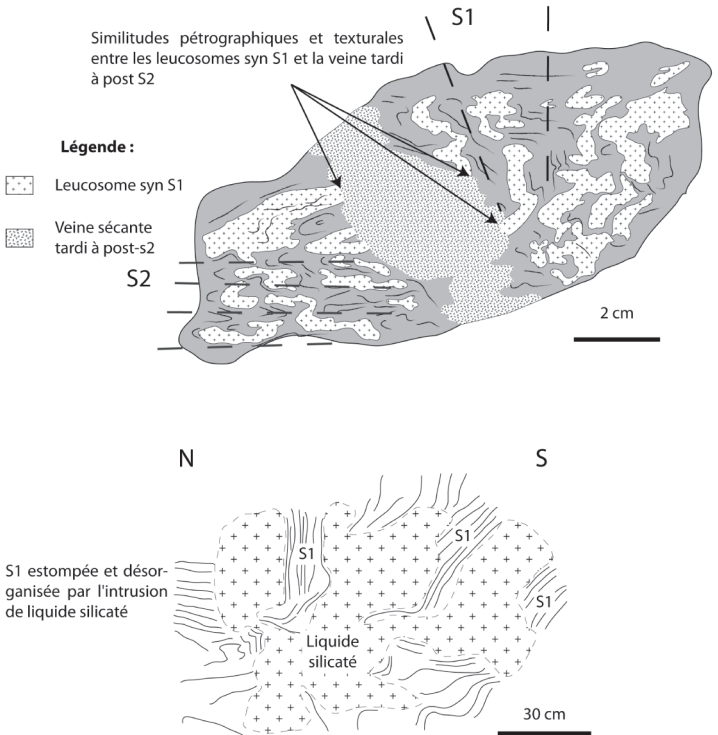 S1
Similitudes pétrographiques et texturales
entre les leucosomes syn S1 et la veine tardi
à post S2
Légende :
Leucosome syn S1
Veine sécante
tardi à post-s2
S2
2 cm
N
S
S1
S1
S1 estompée et désor-
ganisée par l'intrusion
de liquide silicaté
S1
Liquide
silicaté
30 cm